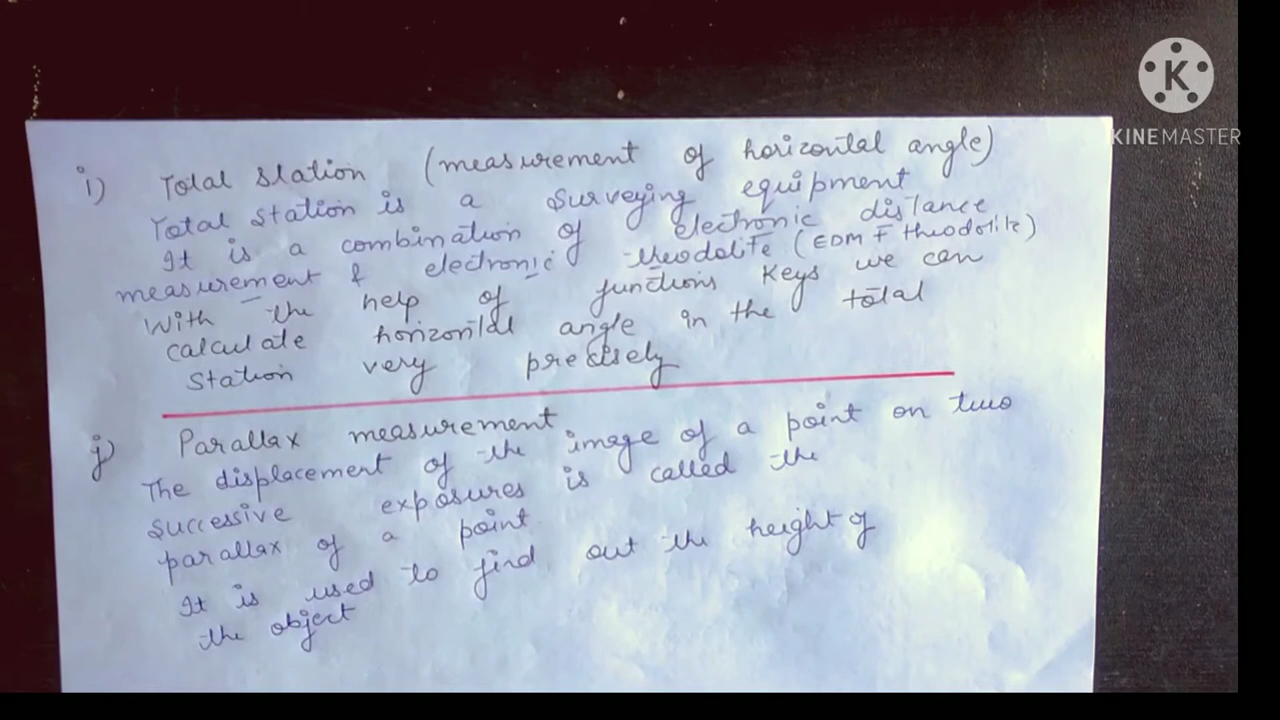 K
KINEMASTER
i) Total Station (measurement of horizontal angle)
Total Station is a Surveying equipment
It is a combination of electronic distance
measurement & electronic theodolite (EDM + theodolite)
With the help of functions Keys we can
calculate horizontal angle in the total
Station very precisely
j) Parallax measurement
The displacement of the image of a point on two
successive exposures is called the
parallax of a point
It is used to find out the height of
the object